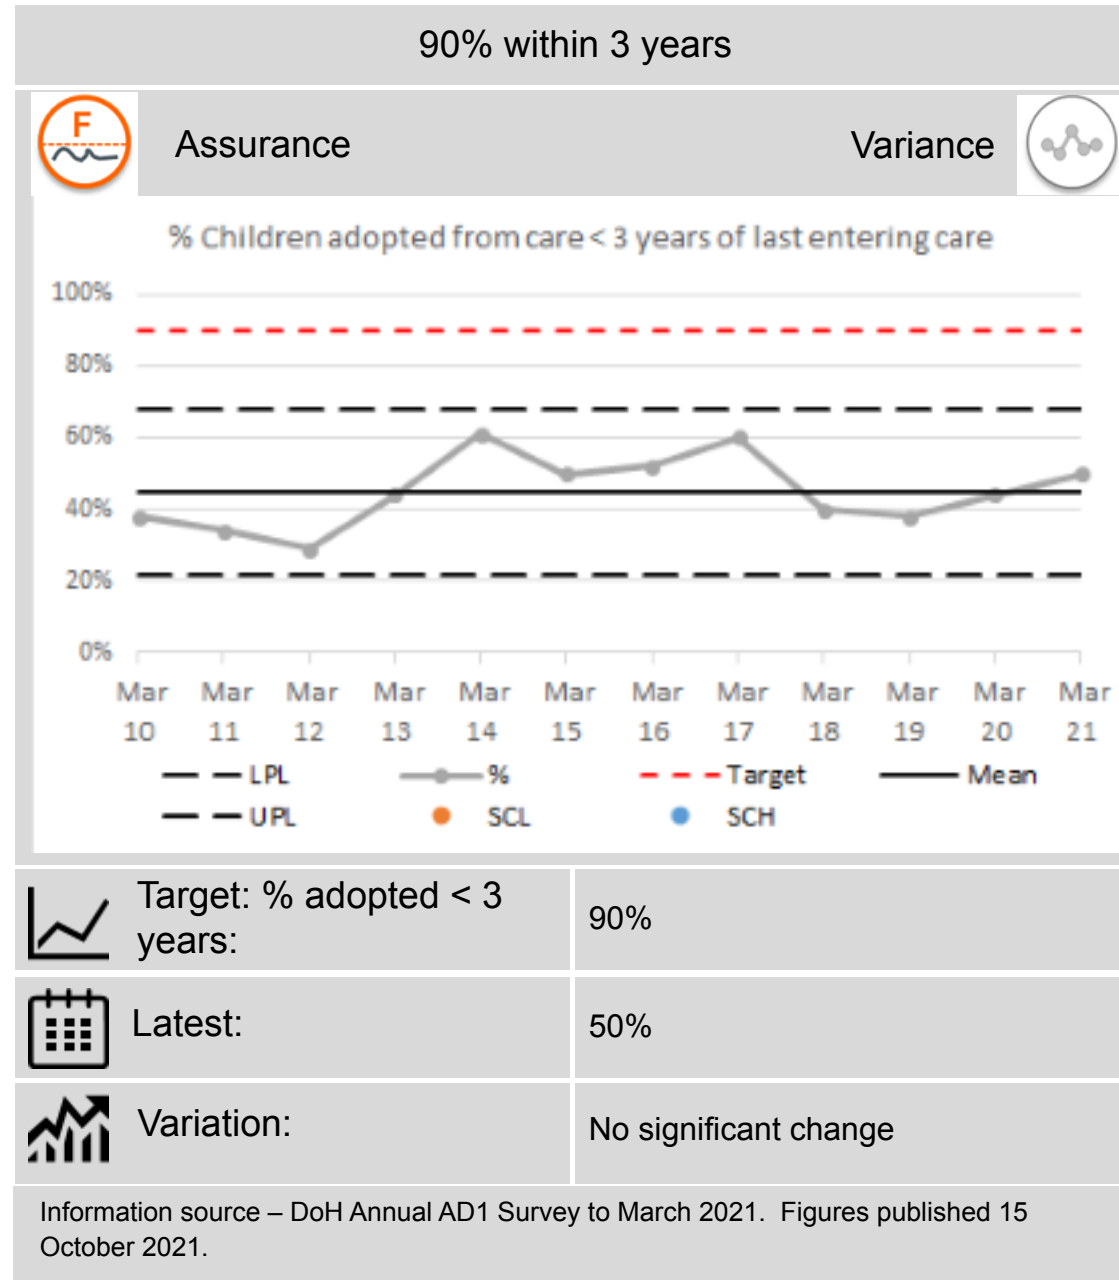 90% within 3 years
F
Assurance
Variance
% Children adopted from care < 3 years of last entering care
100%
80%
60%
40%
20%
0%
Mar Mar Mar Mar Mar Mar Mar Mar Mar Mar Mar Mar
10 11 12 13 14 15 16 17 18 19 20 21
LPL % Target Mean
UPL SCL SCH
Target: % adopted < 3
years:
90%
Latest:
50%
Variation:
No significant change
Information source – DoH Annual AD1 Survey to March 2021. Figures published 15
October 2021.